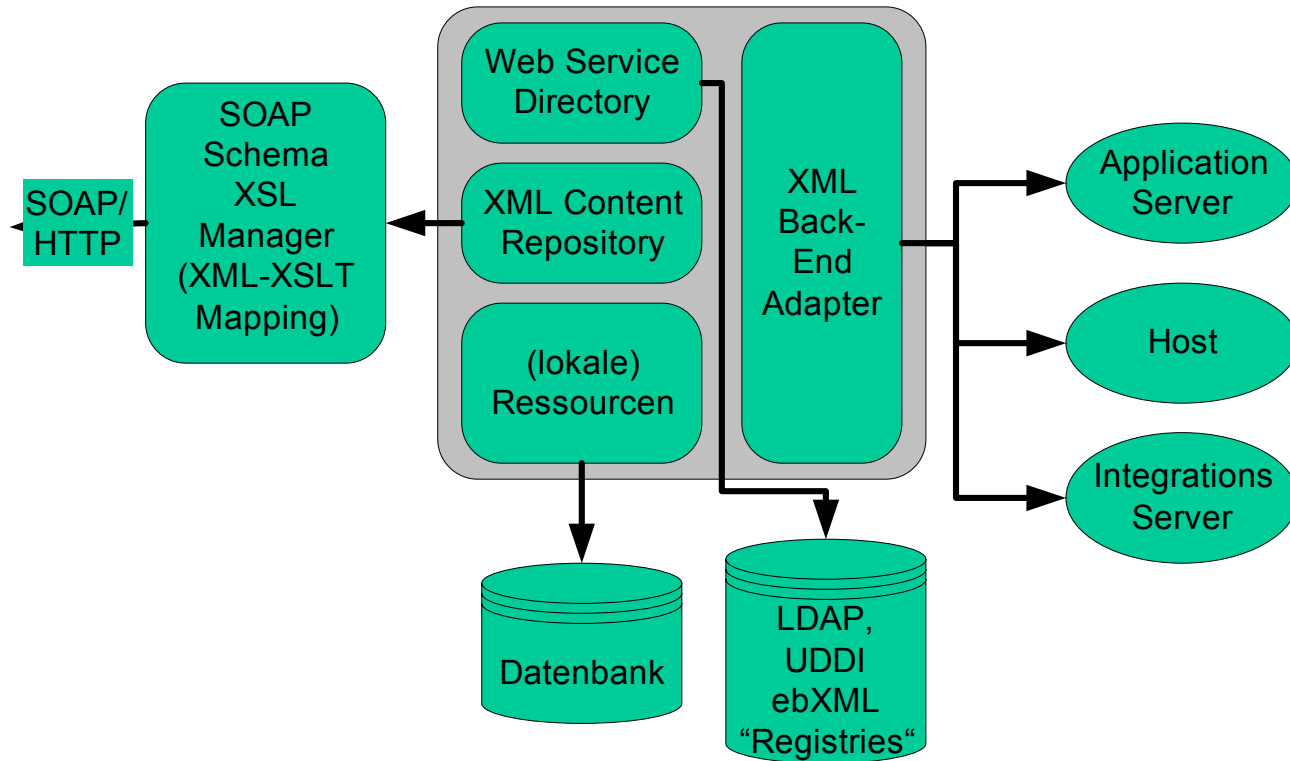 SOAP/
HTTP
SOAP
Schema
XSL
Manager
(XML-XSLT
Mapping)
Web Service
Directory
XML Content
Repository
(lokale)
Ressourcen
XML
Back-
End
Adapter
Application
Server
Host
Integrations
Server
Datenbank
LDAP,
UDDI
ebXML
“Registries“